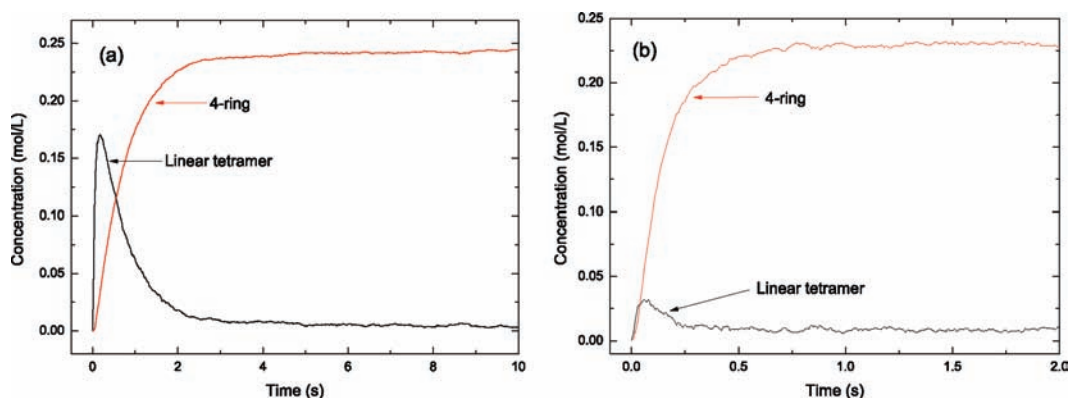 (a)
4-ring
Linear tetramer
Concentration (mol/L)
0.25
0.20
0.15
0.10
0.05
0.00
0 2 4 6 8 10
Time (s)
(b)
4-ring
Linear tetramer
Concentration (mol/L)
0.25
0.20
0.15
0.10
0.05
0.00
0.0 0.5 1.0 1.5 2.0
Time (s)